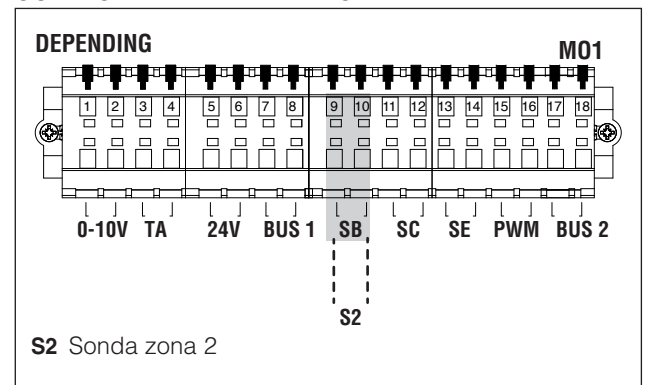 DEPENDING
M01
1 2 3 4 5 6 7 8 9 10 11 12 13 14 15 16 17 18
0-10V TA 24V BUS 1 SB SC SE PWM BUS 2
S2
S2 Sonda zona 2